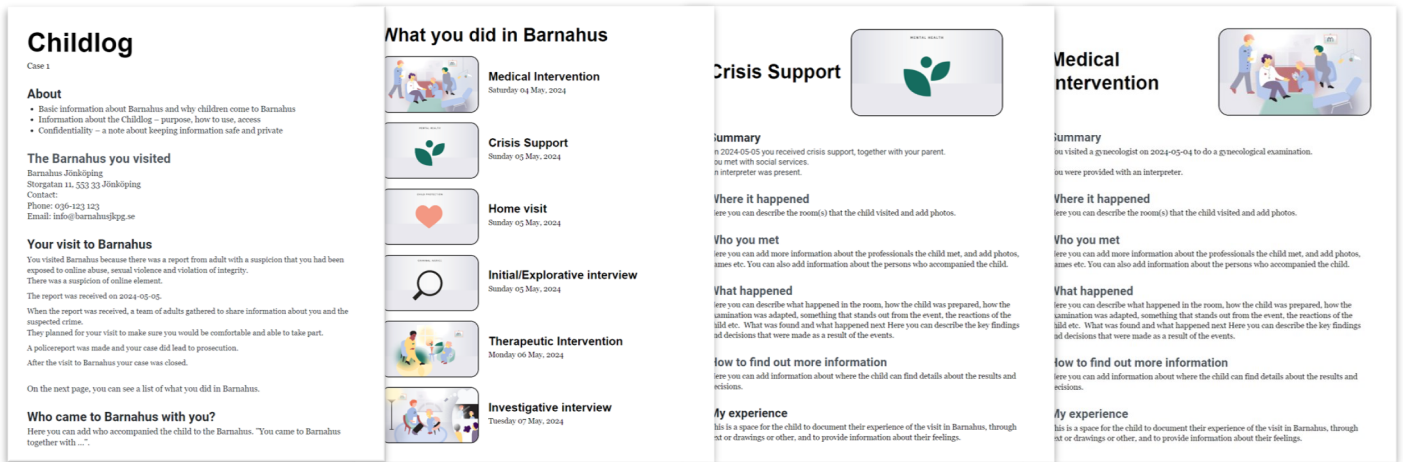 Childlog
Case 1
About
• Basic information about Barnahus and why children come to Barnahus
• Information about the Childlog – purpose, how to use, access
• Confidentiality – a note about keeping information safe and private
The Barnahus you visited
Barnahus Jönköping
Storgatan 11, 553 33 Jönköping
Contact:
Phone: 036-123 123
Email: info@barnahusjkpg.se
Your visit to Barnahus
You visited Barnahus because there was a report from adult with a suspicion that you had been
exposed to online abuse, sexual violence and violation of integrity.
There was a suspicion of online element.
The report was received on 2024-05-05.
When the report was received, a team of adults gathered to share information about you and the
suspected crime.
They planned for your visit to make sure you would be comfortable and able to take part.
A policereport was made and your case did lead to prosecution.
After the visit to Barnahus your case was closed.
On the next page, you can see a list of what you did in Barnahus.
Who came to Barnahus with you?
Here you can add who accompanied the child to the Barnahus. "You came to Barnahus
together with ...".
What you did in Barnahus
Medical Intervention
Saturday 04 May, 2024
Crisis Support
Sunday 05 May, 2024
Home visit
Sunday 05 May, 2024
Initial/Explorative interview
Sunday 05 May, 2024
Therapeutic Intervention
Monday 06 May, 2024
Investigative interview
Tuesday 07 May, 2024
Crisis Support
MENTAL HEALTH
Summary
n 2024-05-05 you received crisis support, together with your parent.
ou met with social services.
n interpreter was present.
Where it happened
ere you can describe the room(s) that the child visited and add photos.
Who you met
ere you can add more information about the professionals the child met, and add photos,
ames etc. You can also add information about the persons who accompanied the child.
What happened
ere you can describe what happened in the room, how the child was prepared, how the
xamination was adapted, something that stands out from the event, the reactions of the
hild etc. What was found and what happened next Here you can describe the key findings
nd decisions that were made as a result of the events.
How to find out more information
ere you can add information about where the child can find details about the results and
ecisions.
My experience
his is a space for the child to document their experience of the visit in Barnahus, through
ext or drawings or other, and to provide information about their feelings.
Medical
ntervention
Summary
ou visited a gynecologist on 2024-05-04 to do a gynecological examination.
ou were provided with an interpreter.
Where it happened
ere you can describe the room(s) that the child visited and add photos.
Who you met
ere you can add more information about the professionals the child met, and add photos,
ames etc. You can also add information about the persons who accompanied the child.
What happened
ere you can describe what happened in the room, how the child was prepared, how the
xamination was adapted, something that stands out from the event, the reactions of the
hild etc. What was found and what happened next Here you can describe the key findings
nd decisions that were made as a result of the events.
How to find out more information
ere you can add information about where the child can find details about the results and
ecisions.
My experience
his is a space for the child to document their experience of the visit in Barnahus, through
ext or drawings or other, and to provide information about their feelings.